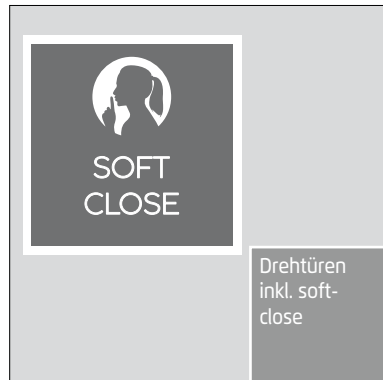 SOFT
CLOSE
Drehtüren
inkl. soft-
close